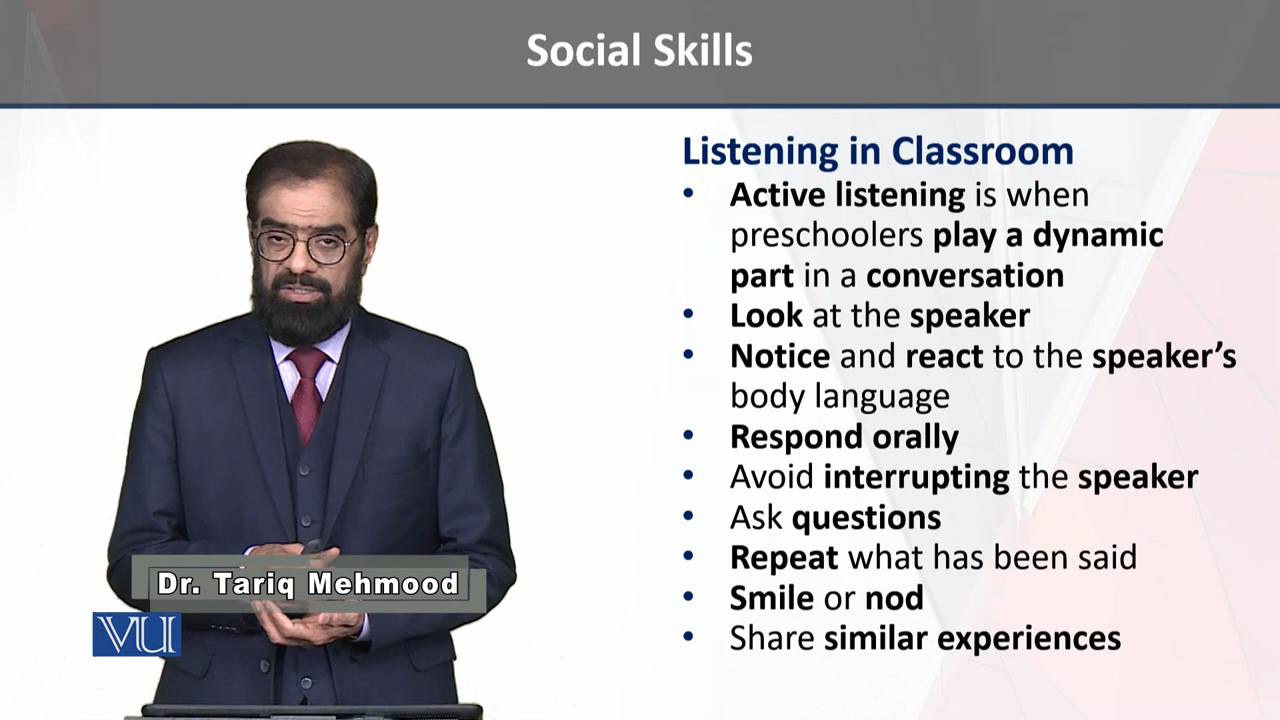 Social Skills
Listening in Classroom
• Active listening is when
preschoolers play a dynamic
part in a conversation
• Look at the speaker
• Notice and react to the speaker’s
body language
• Respond orally
• Avoid interrupting the speaker
• Ask questions
• Repeat what has been said
• Smile or nod
• Share similar experiences
Dr. Tariq Mehmood
VU